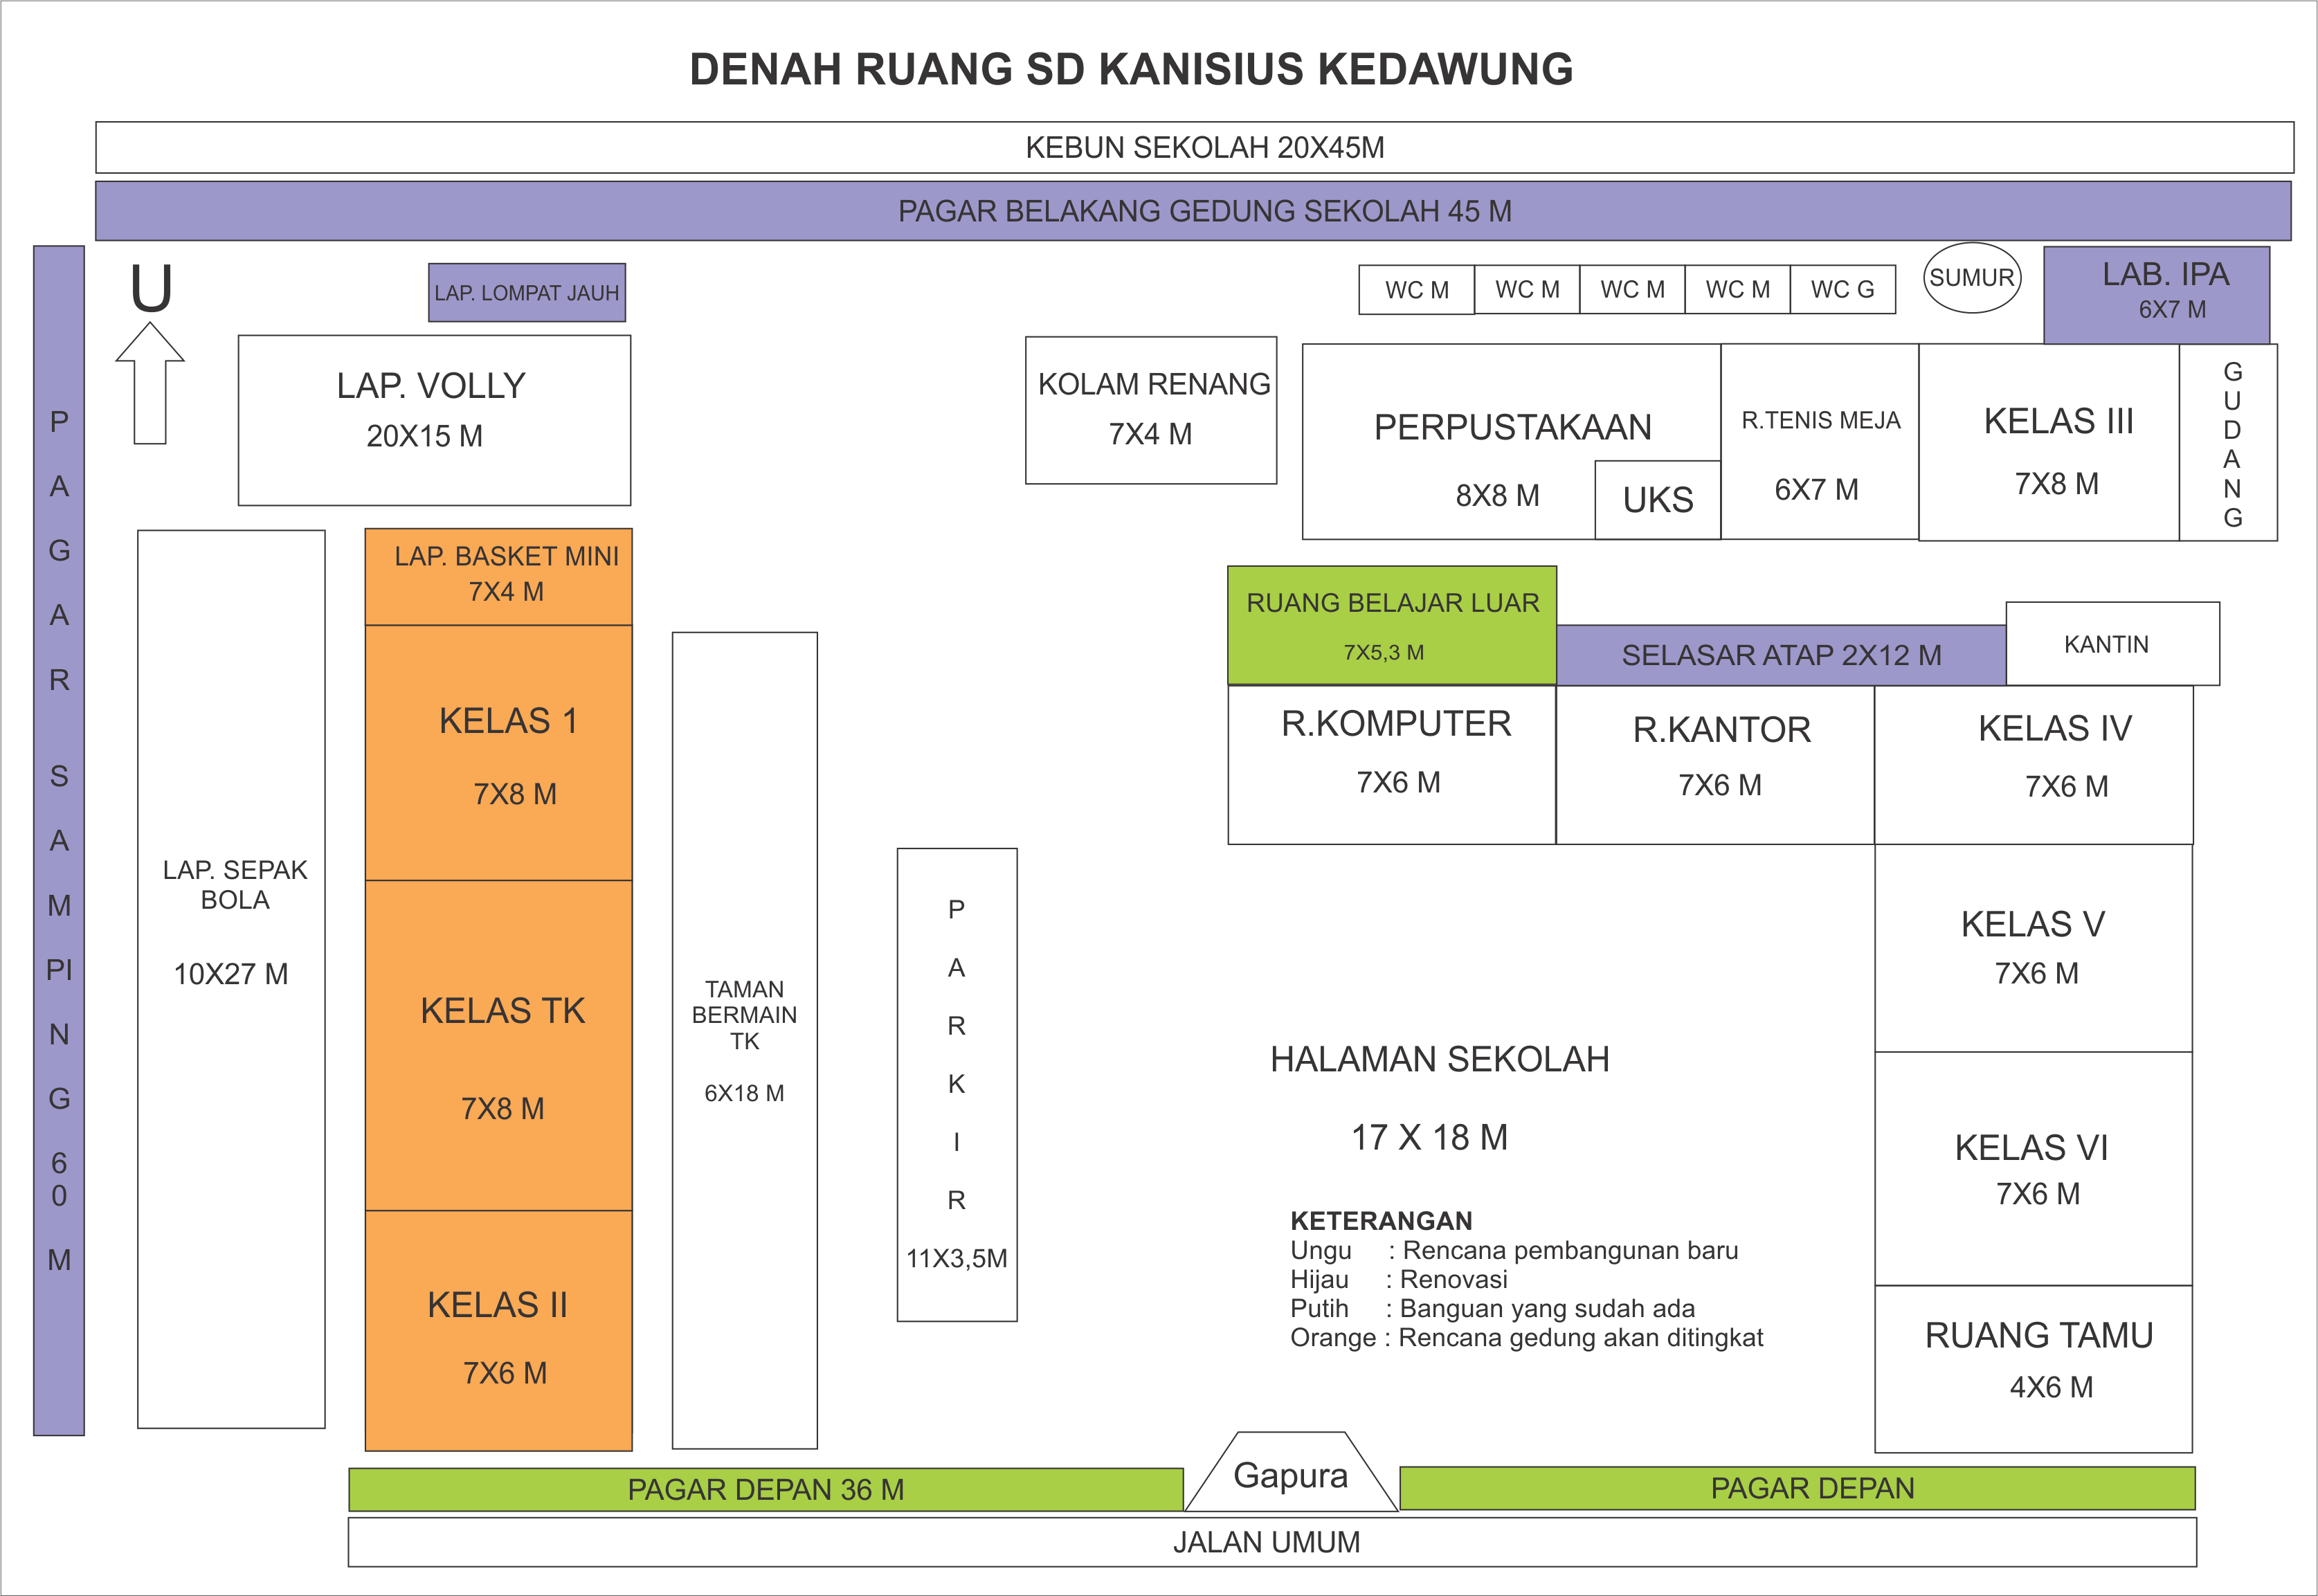 DENAH RUANG SD KANISIUS KEDAWUNG
KEBUN SEKOLAH 20X45M
PAGAR BELAKANG GEDUNG SEKOLAH 45 M
PAGAR SAMPING 60 M
U
LAP. LOMPAT JAUH
WC M
WC M
WC M
WC M
WC G
SUMUR
LAB. IPA
6X7 M
LAP. VOLLY
20X15 M
KOLAM RENANG
7X4 M
PERPUSTAKAAN
8X8 M
UKS
R.TENIS MEJA
6X7 M
KELAS III
7X8 M
GUDANG
LAP. SEPAK
BOLA
10X27 M
LAP. BASKET MINI
7X4 M
KELAS 1
7X8 M
KELAS TK
7X8 M
KELAS II
7X6 M
TAMAN
BERMAIN
TK
6X18 M
PARKIR
11X3,5M
RUANG BELAJAR LUAR
7X5,3 M
SELASAR ATAP 2X12 M
KANTIN
R.KOMPUTER
7X6 M
R.KANTOR
7X6 M
KELAS IV
7X6 M
KELAS V
7X6 M
KELAS VI
7X6 M
RUANG TAMU
4X6 M
HALAMAN SEKOLAH
17 X 18 M
KETERANGAN
Ungu : Rencana pembangunan baru
Hijau : Renovasi
Putih : Banguan yang sudah ada
Orange : Rencana gedung akan ditingkat
PAGAR DEPAN 36 M
Gapura
PAGAR DEPAN
JALAN UMUM